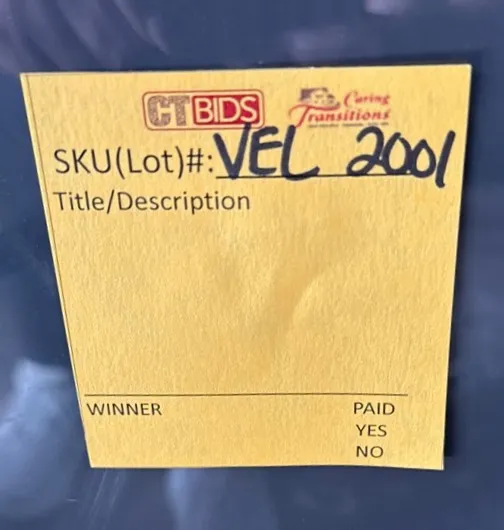 CTBIDS Caring Transitions
SKU(Lot)#: VEL 2001
Title/Description
WINNER PAID
YES
NO